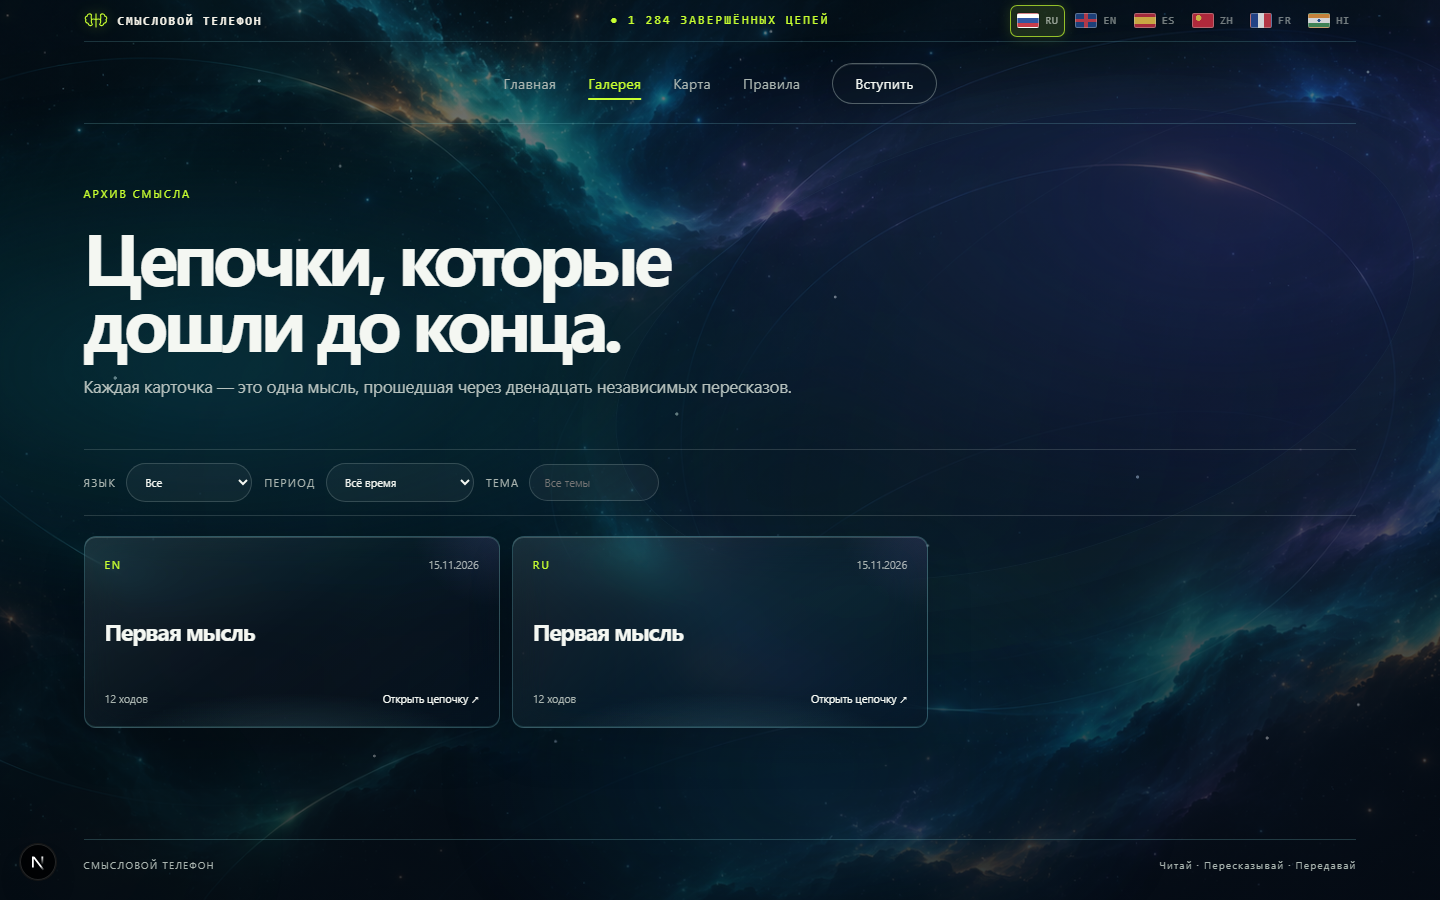 СМЫСЛОВОЙ ТЕЛЕФОН
● 1 284 ЗАВЕРШЁННЫХ ЦЕПЕЙ
RU EN ES ZH FR HI
Главная Галерея Карта Правила Вступить
АРХИВ СМЫСЛА
Цепочки, которые
дошли до конца.
Каждая карточка — это одна мысль, прошедшая через двенадцать независимых пересказов.
ЯЗЫК Все ПЕРИОД Всё время ТЕМА Все темы
EN 15.11.2026
Первая мысль
12 ходов Открыть цепочку ↗
RU 15.11.2026
Первая мысль
12 ходов Открыть цепочку ↗
N
СМЫСЛОВОЙ ТЕЛЕФОН
Читай · Пересказывай · Передавай